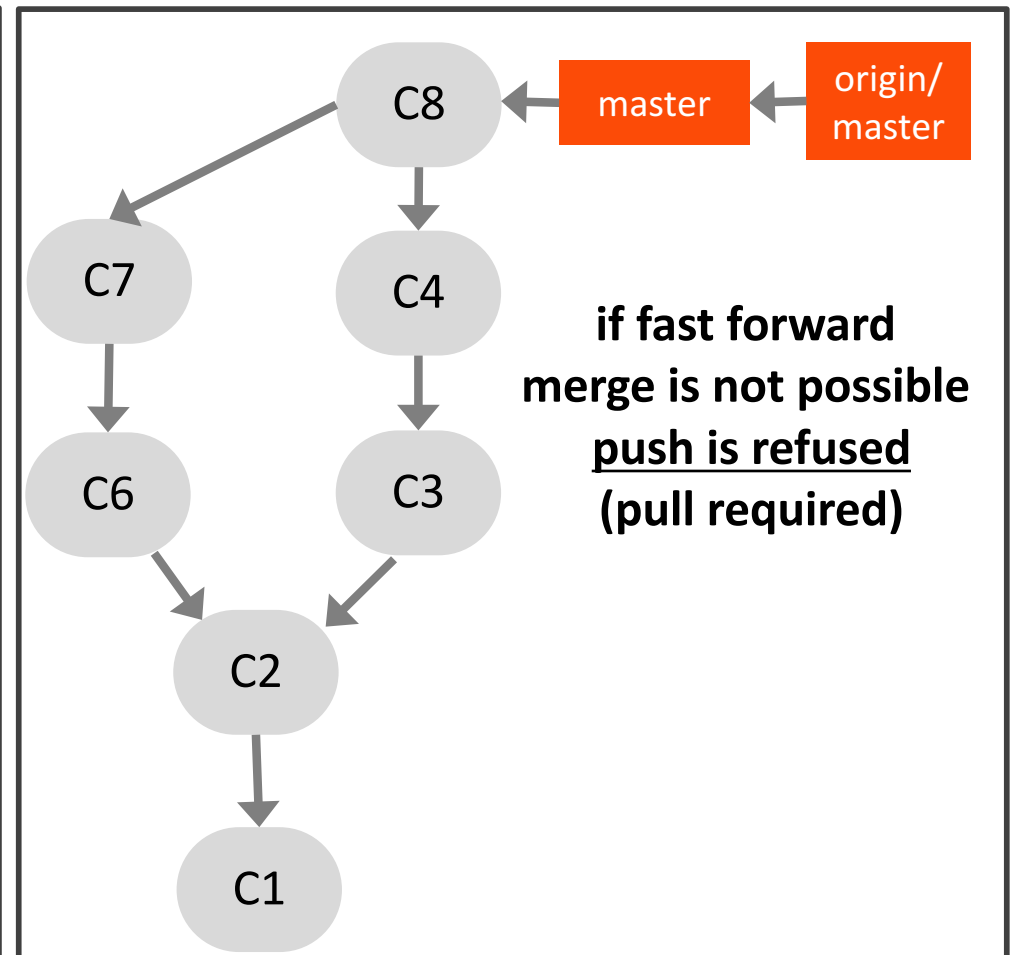 C8
master
origin/
master
C7
C4
if fast forward
merge is not possible
push is refused
(pull required)
C6
C3
C2
C1